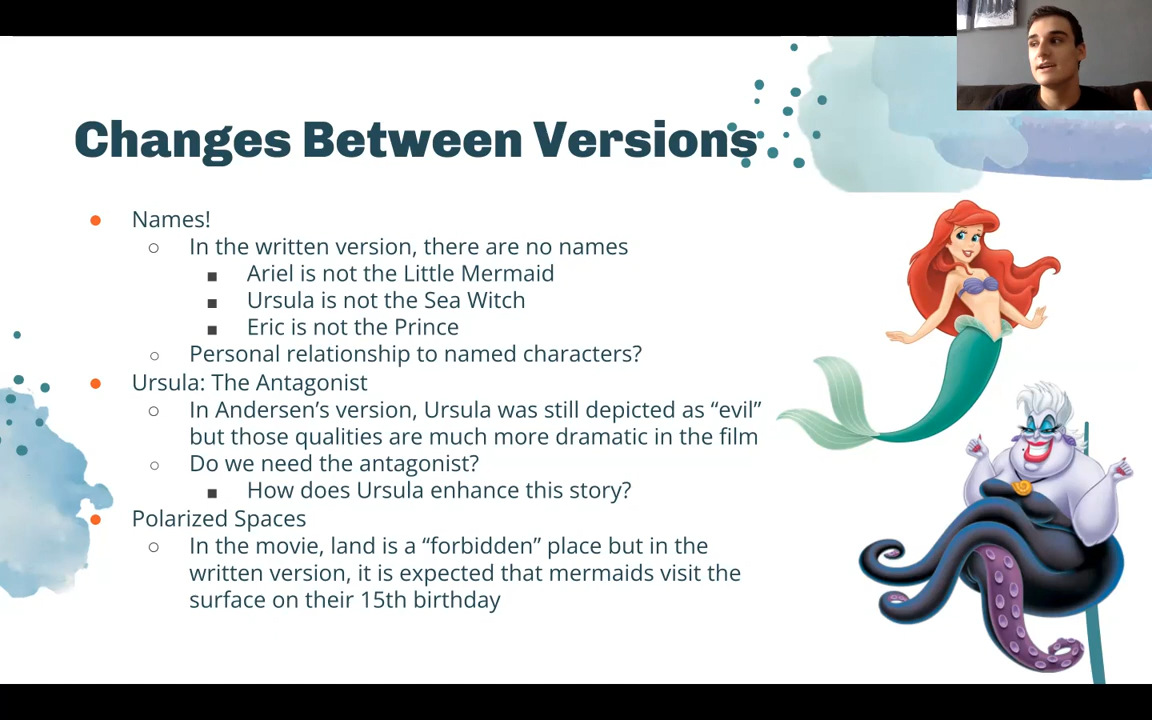 Changes Between Versions
● Names!
○ In the written version, there are no names
■ Ariel is not the Little Mermaid
■ Ursula is not the Sea Witch
■ Eric is not the Prince
○ Personal relationship to named characters?
● Ursula: The Antagonist
○ In Andersen’s version, Ursula was still depicted as “evil”
but those qualities are much more dramatic in the film
○ Do we need the antagonist?
■ How does Ursula enhance this story?
● Polarized Spaces
○ In the movie, land is a “forbidden” place but in the
written version, it is expected that mermaids visit the
surface on their 15th birthday